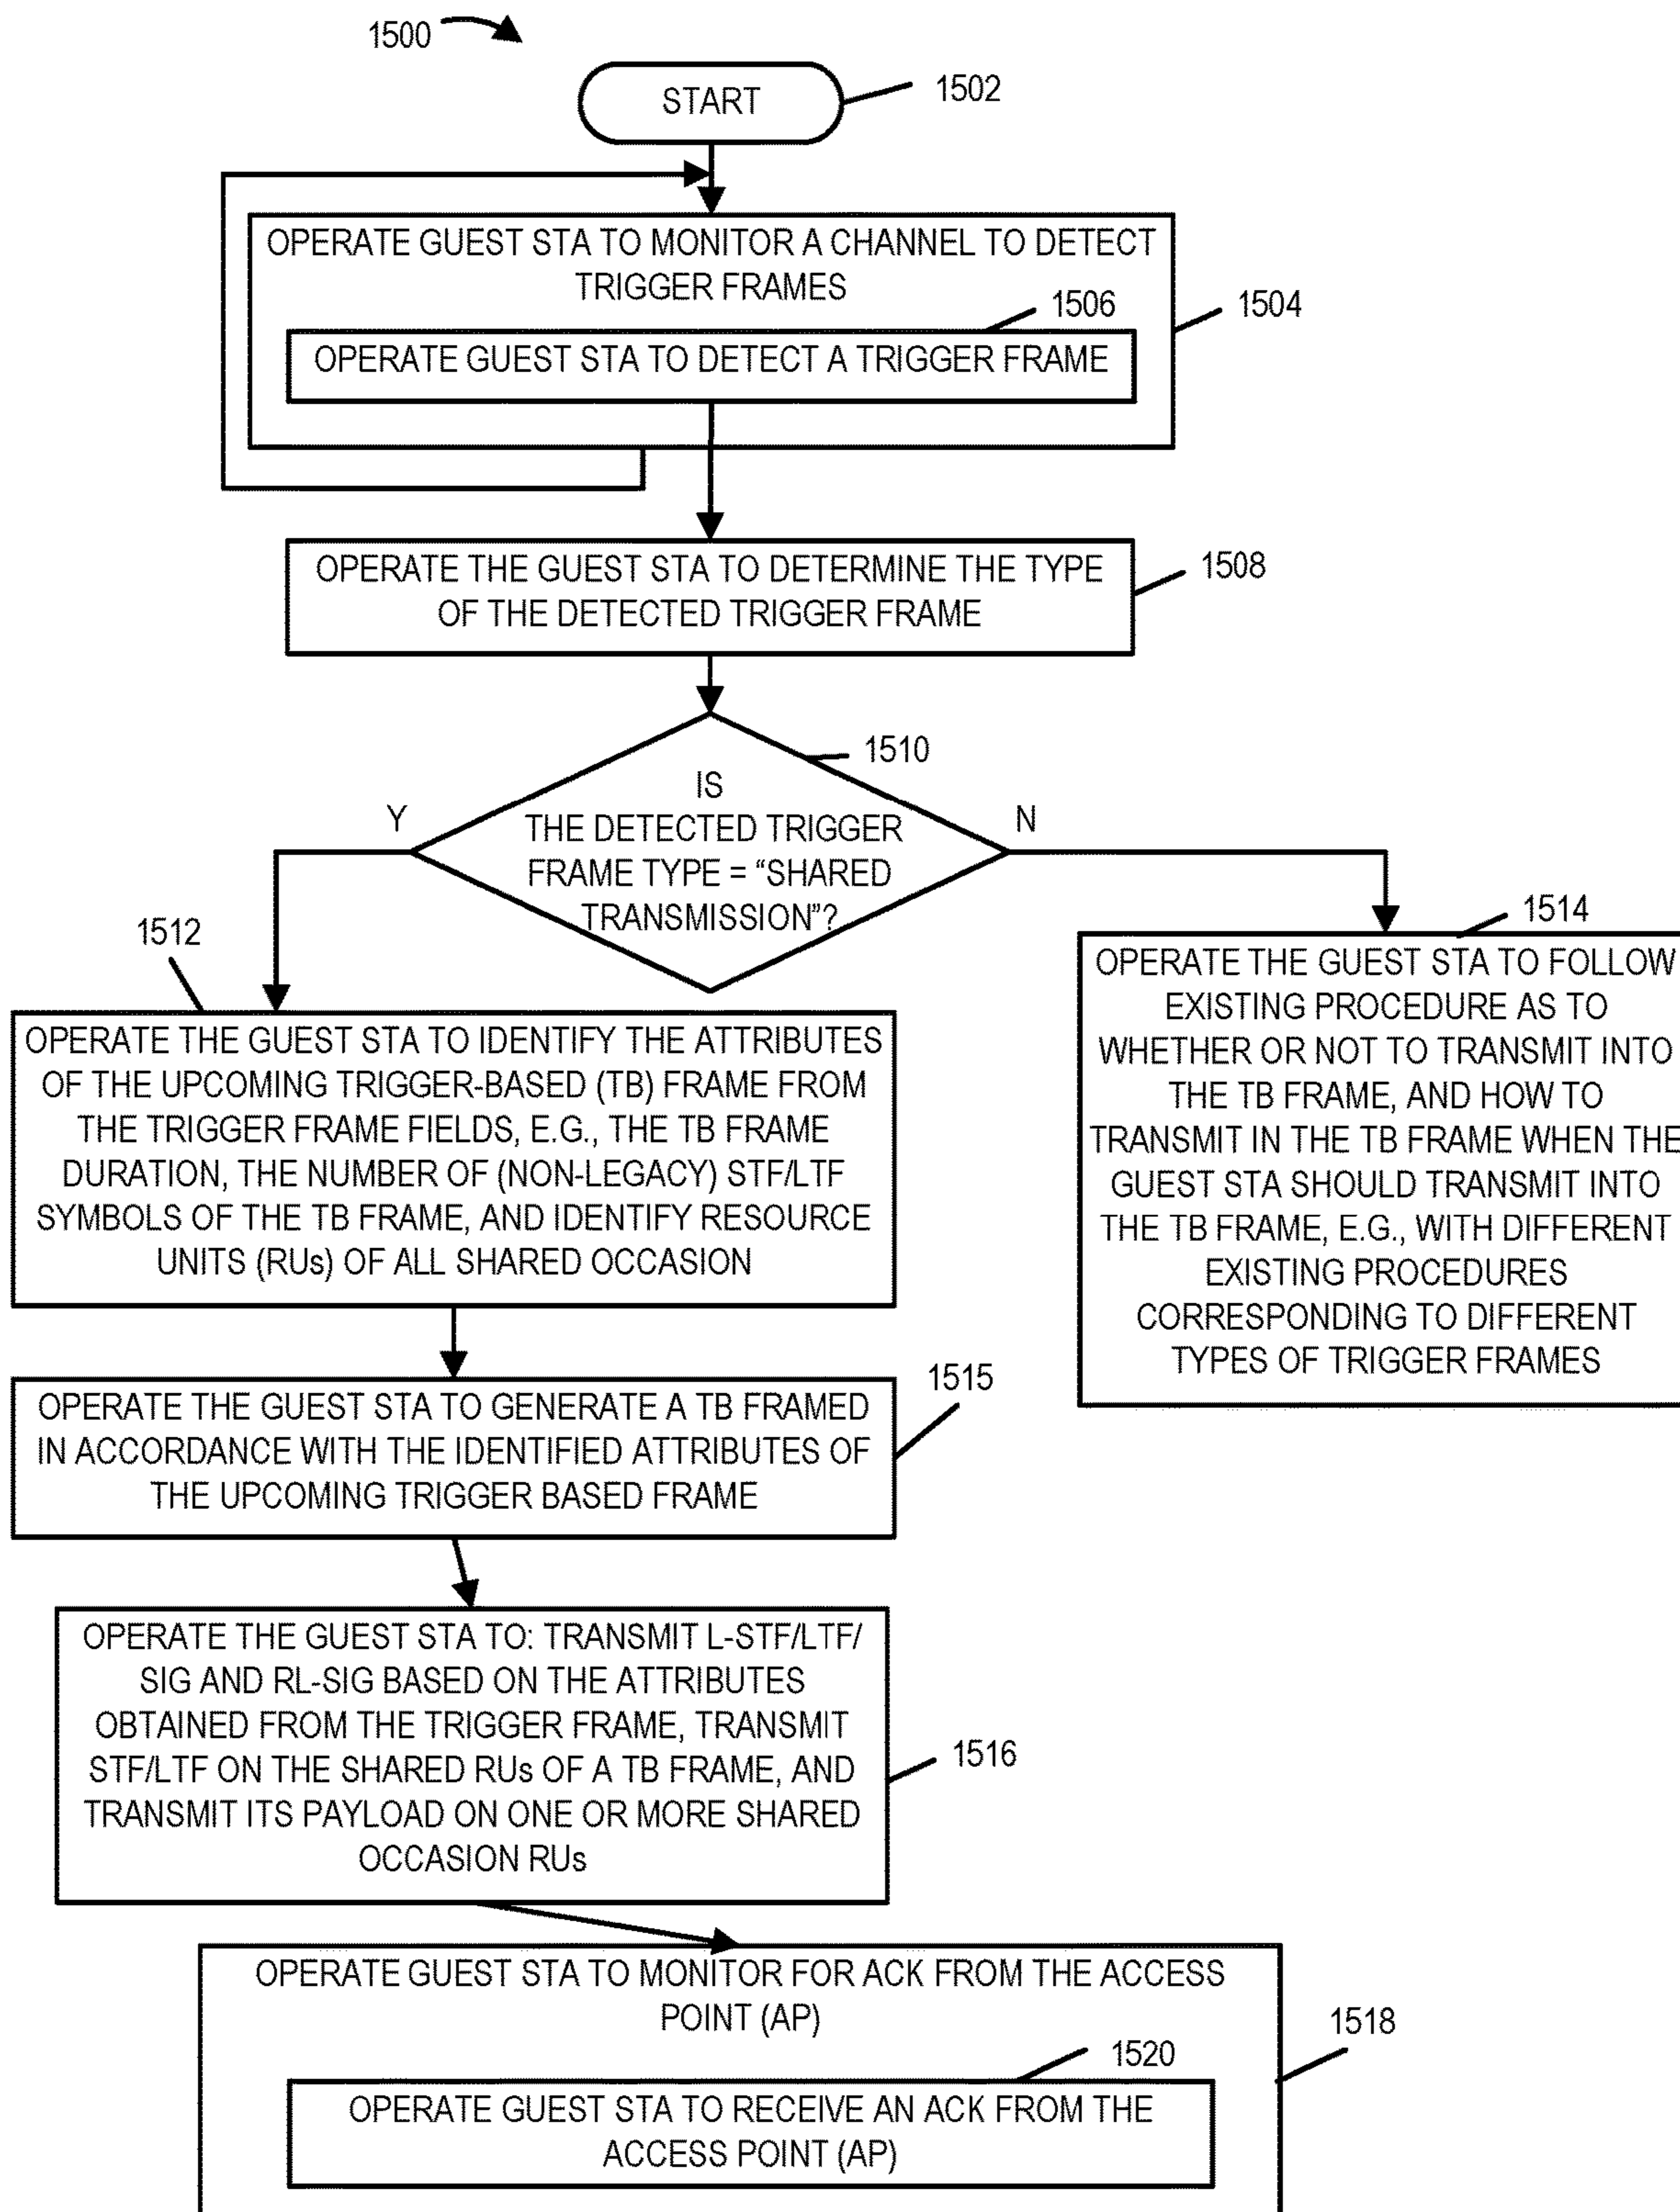 1500
START
1502
OPERATE GUEST STA TO MONITOR A CHANNEL TO DETECT
TRIGGER FRAMES
1504
1506
OPERATE GUEST STA TO DETECT A TRIGGER FRAME
OPERATE THE GUEST STA TO DETERMINE THE TYPE
OF THE DETECTED TRIGGER FRAME
1508
1510
IS
THE DETECTED TRIGGER
FRAME TYPE = “SHARED
TRANSMISSION”?
Y
N
1512
OPERATE THE GUEST STA TO IDENTIFY THE ATTRIBUTES
OF THE UPCOMING TRIGGER-BASED (TB) FRAME FROM
THE TRIGGER FRAME FIELDS, E.G., THE TB FRAME
DURATION, THE NUMBER OF (NON-LEGACY) STF/LTF
SYMBOLS OF THE TB FRAME, AND IDENTIFY RESOURCE
UNITS (RUs) OF ALL SHARED OCCASION
1514
OPERATE THE GUEST STA TO FOLLOW
EXISTING PROCEDURE AS TO
WHETHER OR NOT TO TRANSMIT INTO
THE TB FRAME, AND HOW TO
TRANSMIT IN THE TB FRAME WHEN THE
GUEST STA SHOULD TRANSMIT INTO
THE TB FRAME, E.G., WITH DIFFERENT
EXISTING PROCEDURES
CORRESPONDING TO DIFFERENT
TYPES OF TRIGGER FRAMES
1515
OPERATE THE GUEST STA TO GENERATE A TB FRAMED
IN ACCORDANCE WITH THE IDENTIFIED ATTRIBUTES OF
THE UPCOMING TRIGGER BASED FRAME
OPERATE THE GUEST STA TO: TRANSMIT L-STF/LTF/
SIG AND RL-SIG BASED ON THE ATTRIBUTES
OBTAINED FROM THE TRIGGER FRAME, TRANSMIT
STF/LTF ON THE SHARED RUs OF A TB FRAME, AND
TRANSMIT ITS PAYLOAD ON ONE OR MORE SHARED
OCCASION RUs
1516
OPERATE GUEST STA TO MONITOR FOR ACK FROM THE ACCESS
POINT (AP)
1518
1520
OPERATE GUEST STA TO RECEIVE AN ACK FROM THE
ACCESS POINT (AP)